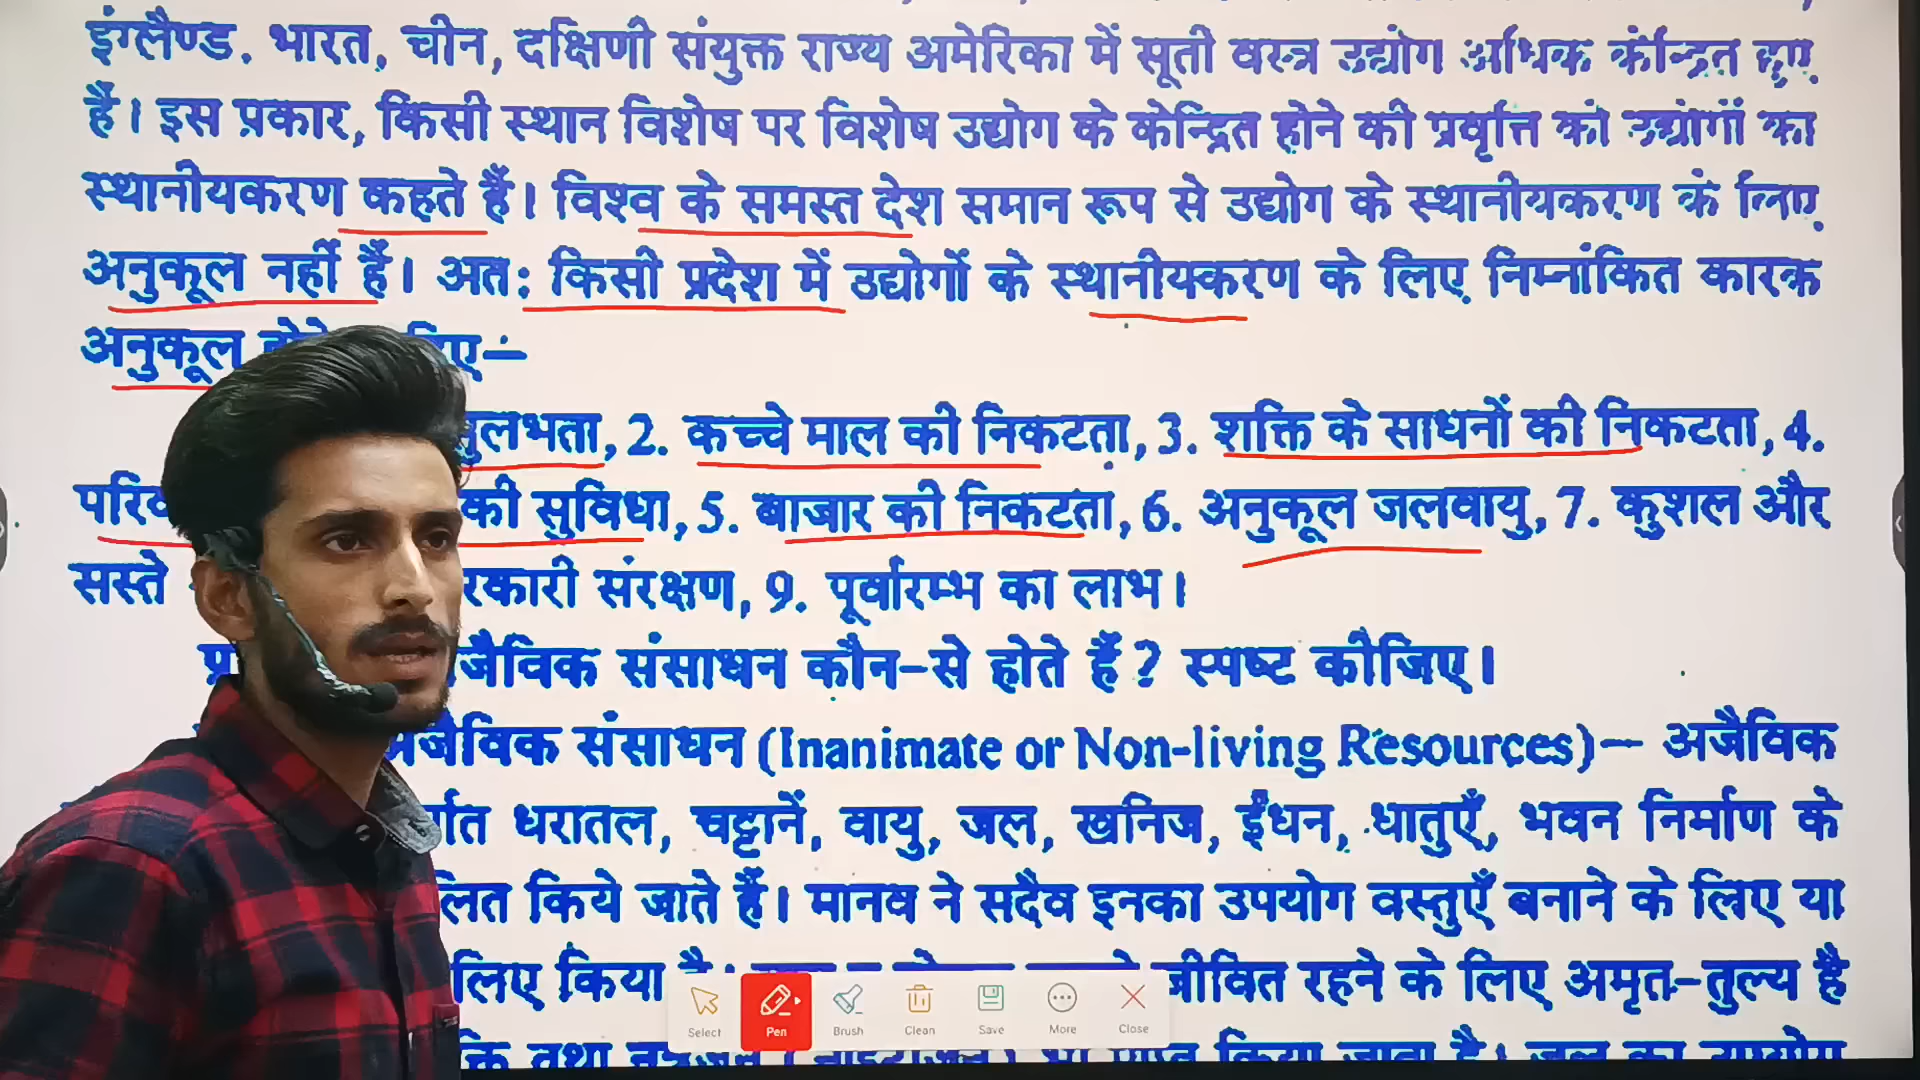 इंग्लैण्ड, भारत, चीन, दक्षिणी संयुक्त राज्य अमेरिका में सूती वस्त्र उद्योग अधिक केन्द्रित हुए
हैं। इस प्रकार, किसी स्थान विशेष पर विशेष उद्योग के केन्द्रित होने की प्रवृत्ति को उद्योगों का
स्थानीयकरण कहते हैं। विश्व के समस्त देश समान रूप से उद्योग के स्थानीयकरण के लिए
अनुकूल नहीं हैं। अतः किसी प्रदेश में उद्योगों के स्थानीयकरण के लिए निम्नांकित कारक
अनुकूल
2. कच्चे माल की निकटता, 3. शक्ति के साधनों की निकटता, 4.
की सुविधा, 5. बाजार की निकटता, 6. अनुकूल जलवायु, 7. कुशल और
सस्ते संरक्षण, 9. पूर्वारम्भ का लाभ।
संसाधन कौन-से होते हैं? स्पष्ट कीजिए।
अजैविक संसाधन (Inanimate or Non-living Resources)— अजैविक
धरातल, चट्टानें, वायु, जल, खनिज, ईंधन, धातुएँ, भवन निर्माण के
किये जाते हैं। मानव ने सदैव इनका उपयोग वस्तुएँ बनाने के लिए या
लिए किया जीवित रहने के लिए अमृत-तुल्य है
Select Pen Brush Clean Save More Close